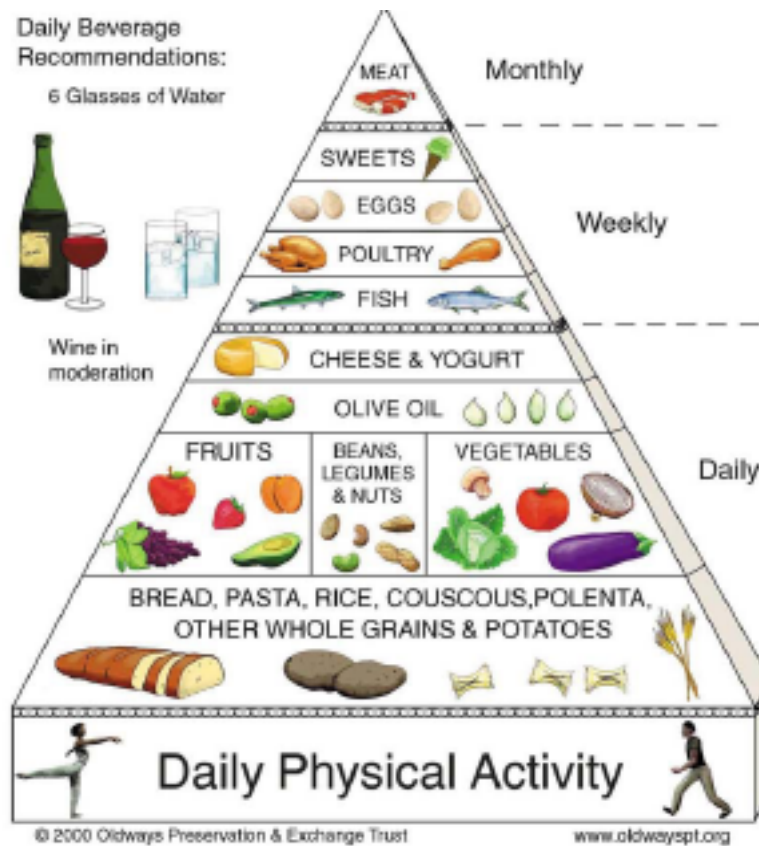 Daily Beverage
Recommendations:
6 Glasses of Water
Wine in
moderation
MEAT
Monthly
SWEETS
EGGS
POULTRY
FISH
Weekly
CHEESE & YOGURT
OLIVE OIL
FRUITS
BEANS,
LEGUMES
& NUTS
VEGETABLES
Daily
BREAD, PASTA, RICE, COUSCOUS,POLENTA,
OTHER WHOLE GRAINS & POTATOES
Daily Physical Activity
© 2000 Oldways Preservation & Exchange Trust
www.oldwayspt.org